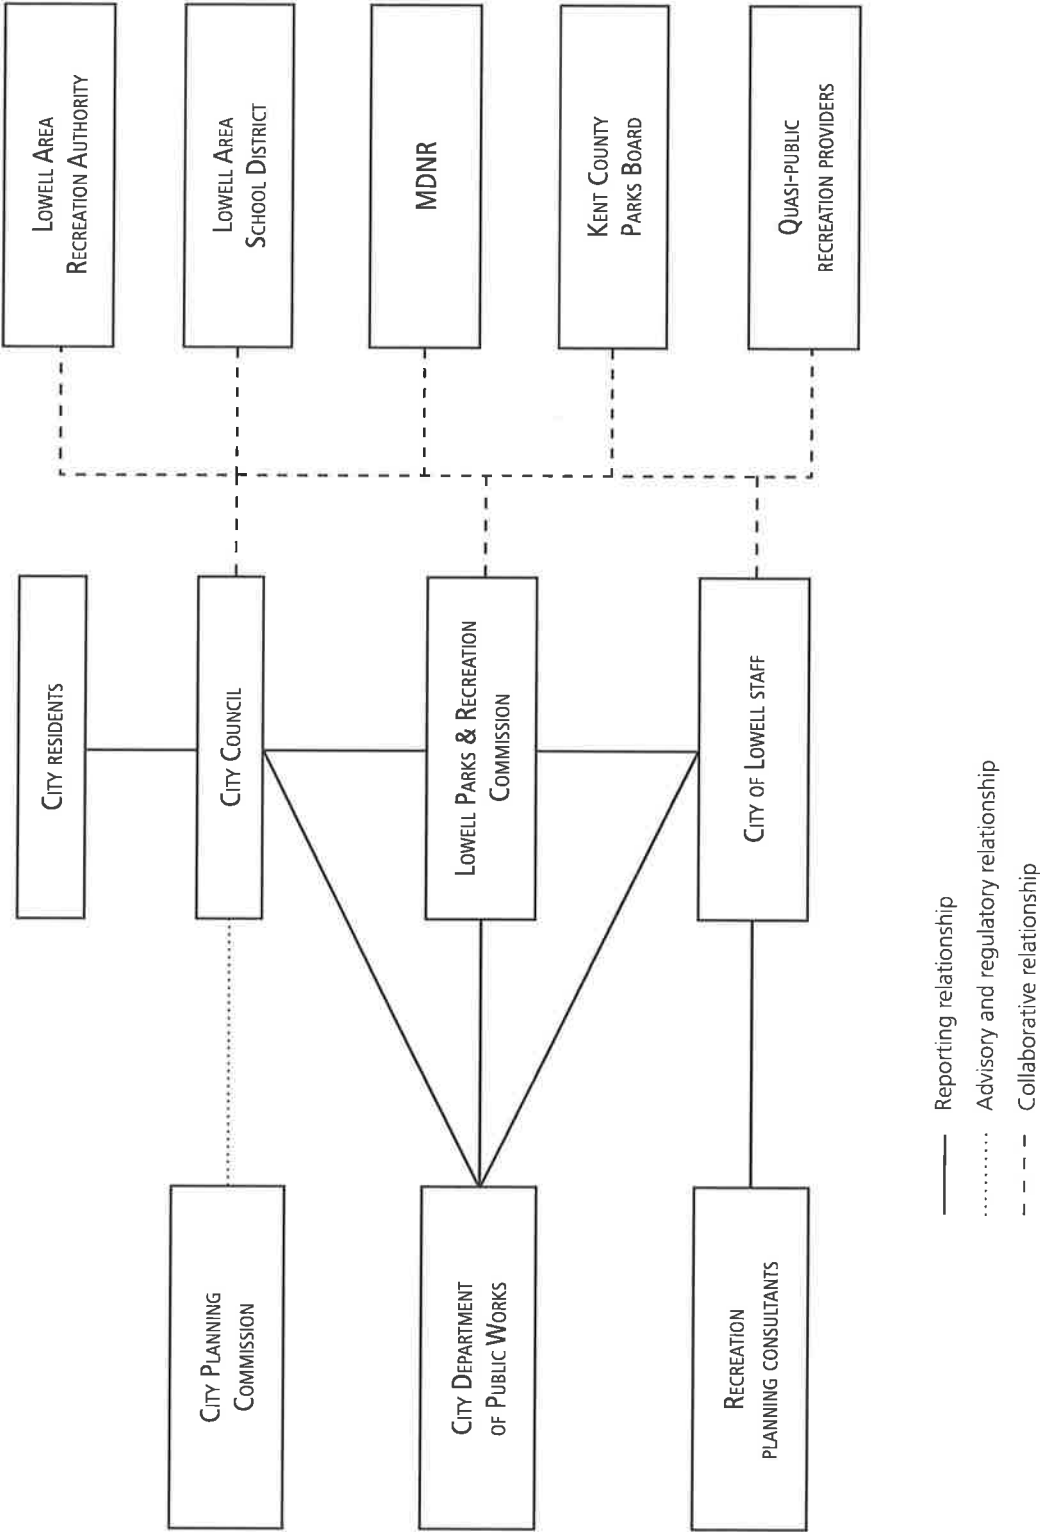 City residents
City Council
Lowell Parks & Recreation
Commission
City of Lowell staff
City Planning
Commission
City Department
of Public Works
Recreation
planning consultants
Lowell Area
Recreation Authority
Lowell Area
School District
MDNR
Kent County
Parks Board
Quasi-public
recreation providers
Reporting relationship
Advisory and regulatory relationship
Collaborative relationship